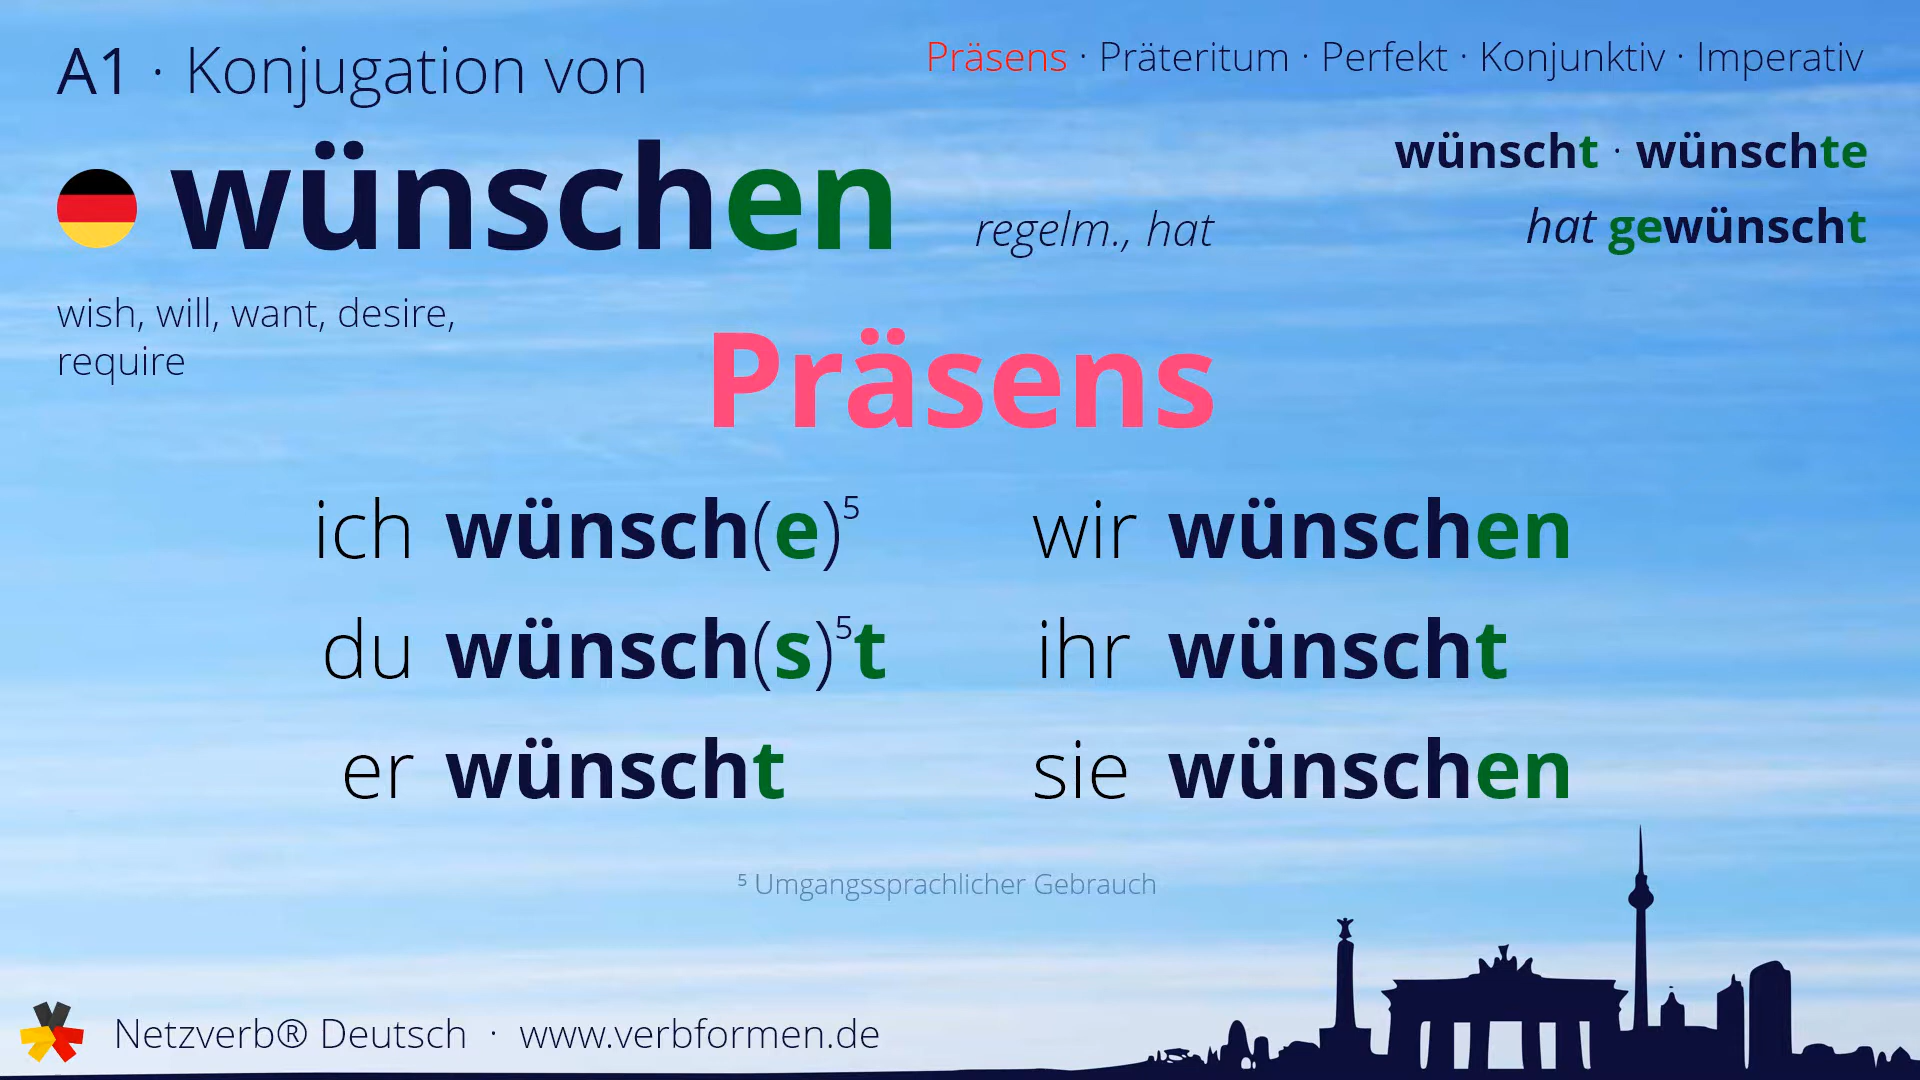 A1 · Konjugation von
Präsens · Präteritum · Perfekt · Konjunktiv · Imperativ
wünschen regelm., hat
wünscht · wünschte
hat gewünscht
wish, will, want, desire,
require
Präsens
ich wünsch(e)⁵
du wünsch(s)⁵t
er wünscht
wir wünschen
ihr wünscht
sie wünschen
⁵ Umgangssprachlicher Gebrauch
Netzverb® Deutsch · www.verbformen.de